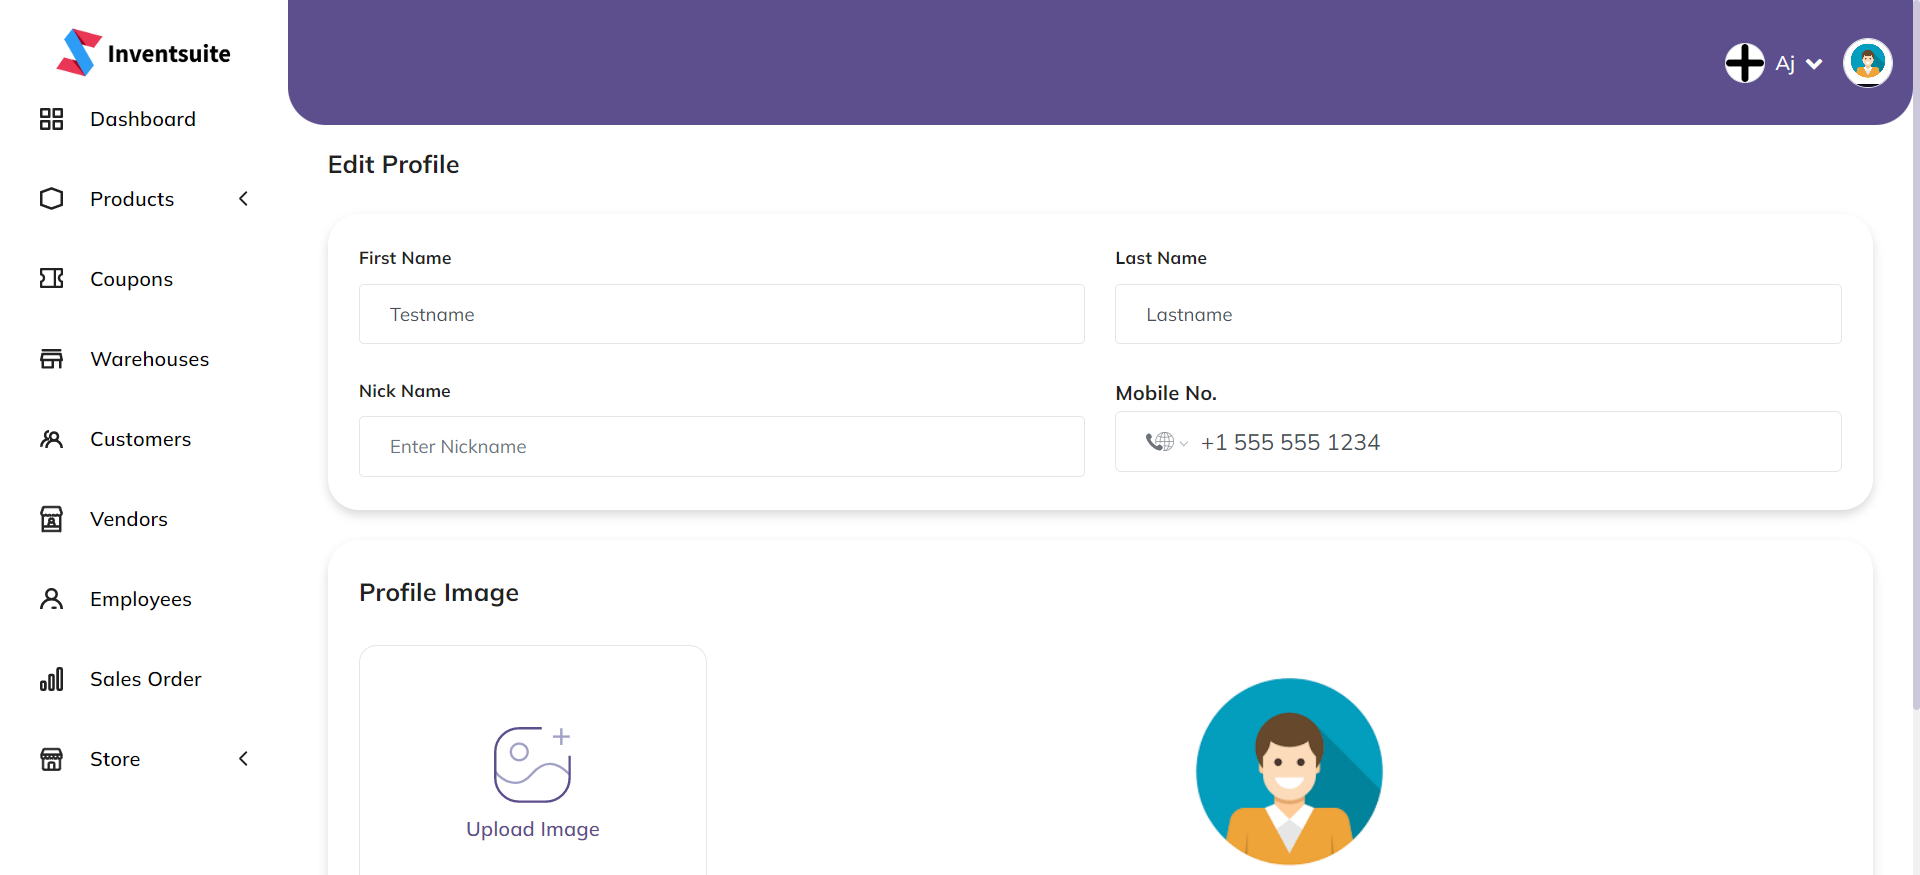 Inventsuite
Aj
Dashboard
Products
Coupons
Warehouses
Customers
Vendors
Employees
Sales Order
Store
Edit Profile
First Name
Testname
Last Name
Lastname
Nick Name
Enter Nickname
Mobile No.
+1 555 555 1234
Profile Image
Upload Image